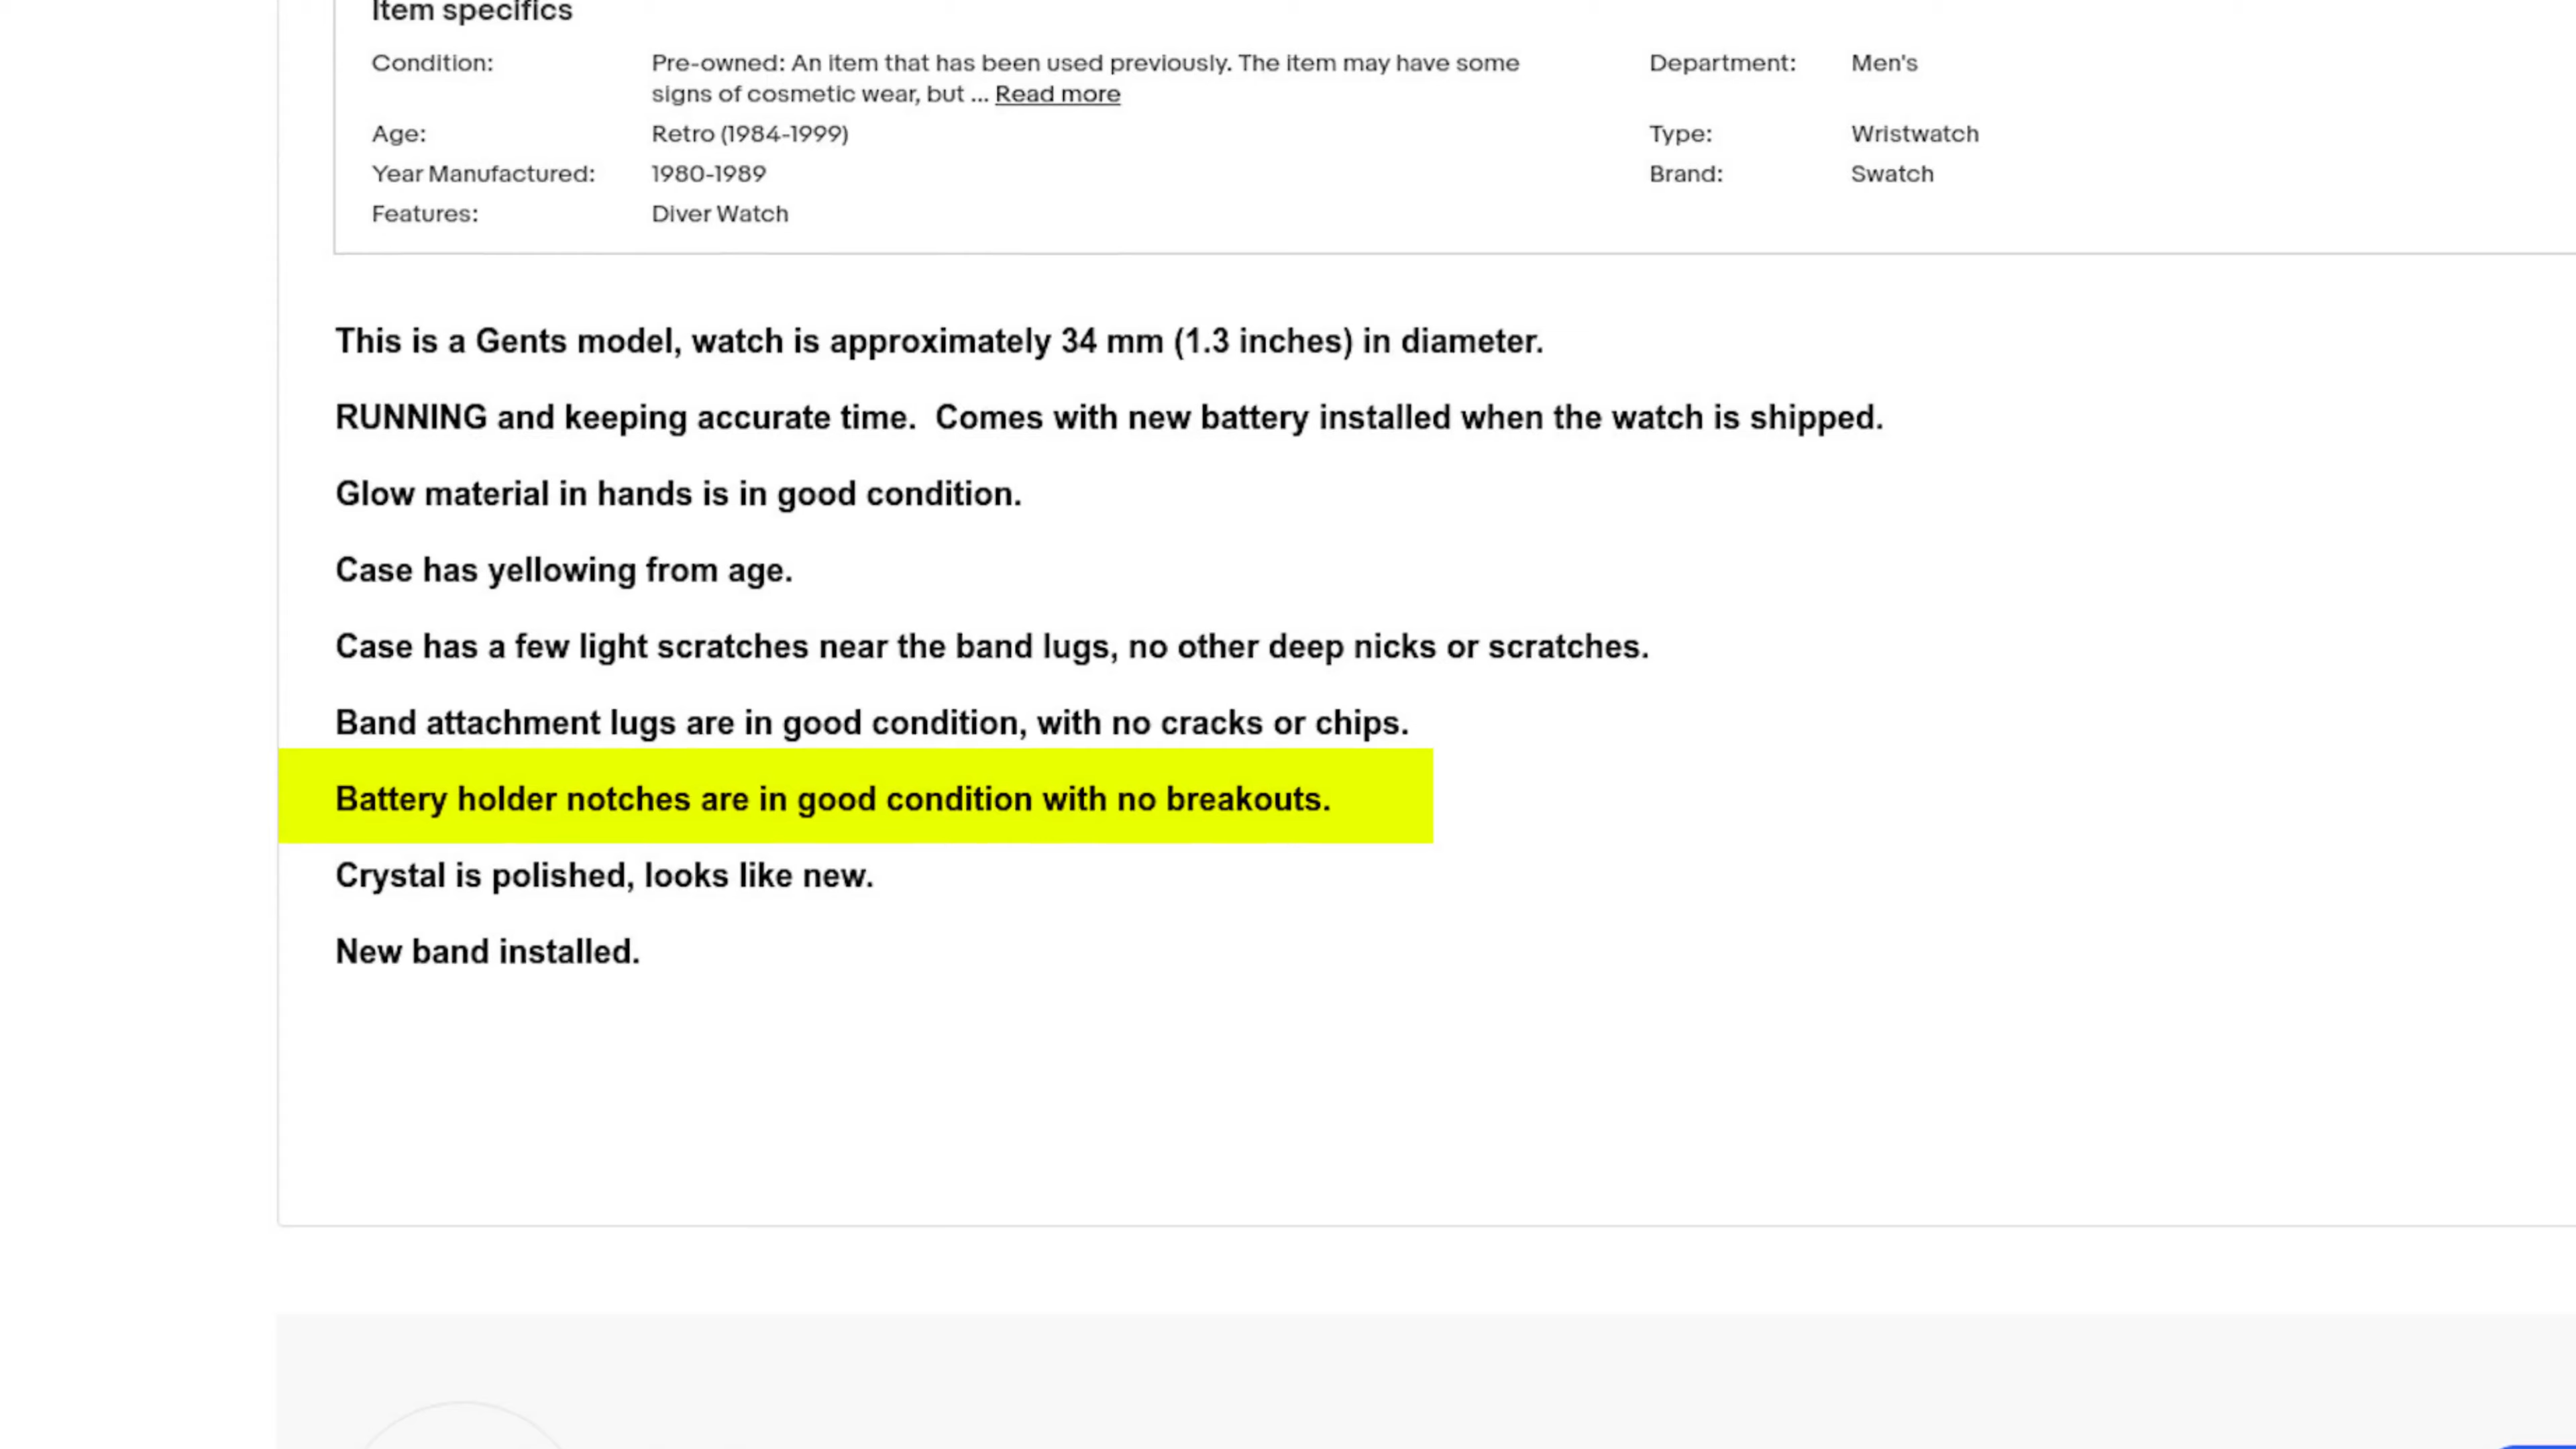 Item specifics
Condition: Pre-owned: An item that has been used previously. The item may have some Department: Men's
signs of cosmetic wear, but ... Read more
Age: Retro (1984-1999) Type: Wristwatch
Year Manufactured: 1980-1989 Brand: Swatch
Features: Diver Watch
This is a Gents model, watch is approximately 34 mm (1.3 inches) in diameter.
RUNNING and keeping accurate time. Comes with new battery installed when the watch is shipped.
Glow material in hands is in good condition.
Case has yellowing from age.
Case has a few light scratches near the band lugs, no other deep nicks or scratches.
Band attachment lugs are in good condition, with no cracks or chips.
Battery holder notches are in good condition with no breakouts.
Crystal is polished, looks like new.
New band installed.